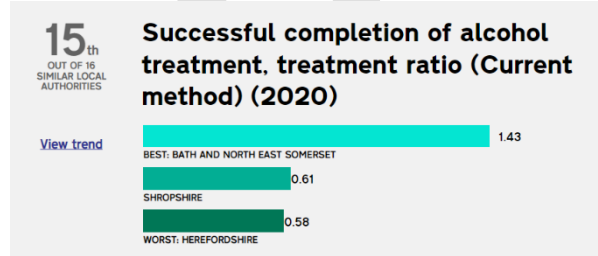 15th
OUT OF 16
SIMILAR LOCAL
AUTHORITIES
View trend
Successful completion of alcohol
treatment, treatment ratio (Current
method) (2020)
1.43
BEST: BATH AND NORTH EAST SOMERSET
0.61
SHROPSHIRE
0.58
WORST: HEREFORDSHIRE